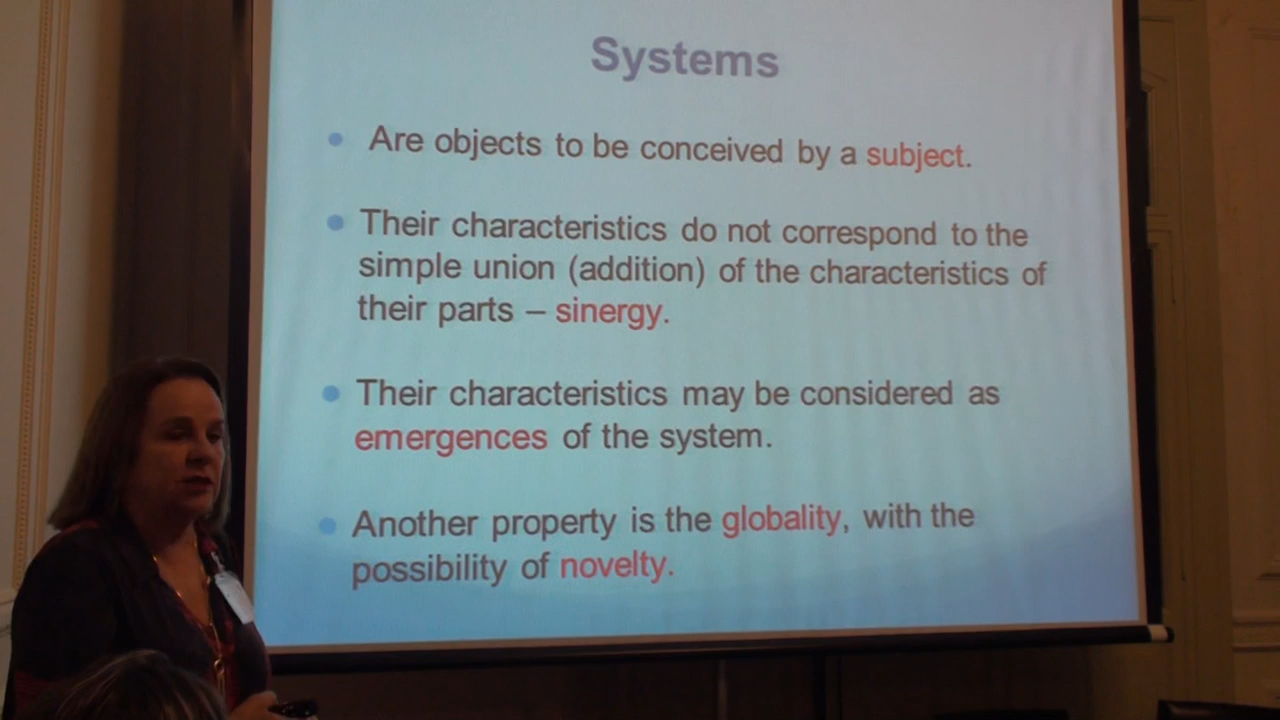 Systems
Are objects to be conceived by a subject.
Their characteristics do not correspond to the
simple union (addition) of the characteristics of
their parts – sinergy.
Their characteristics may be considered as
emergences of the system.
Another property is the globality, with the
possibility of novelty.